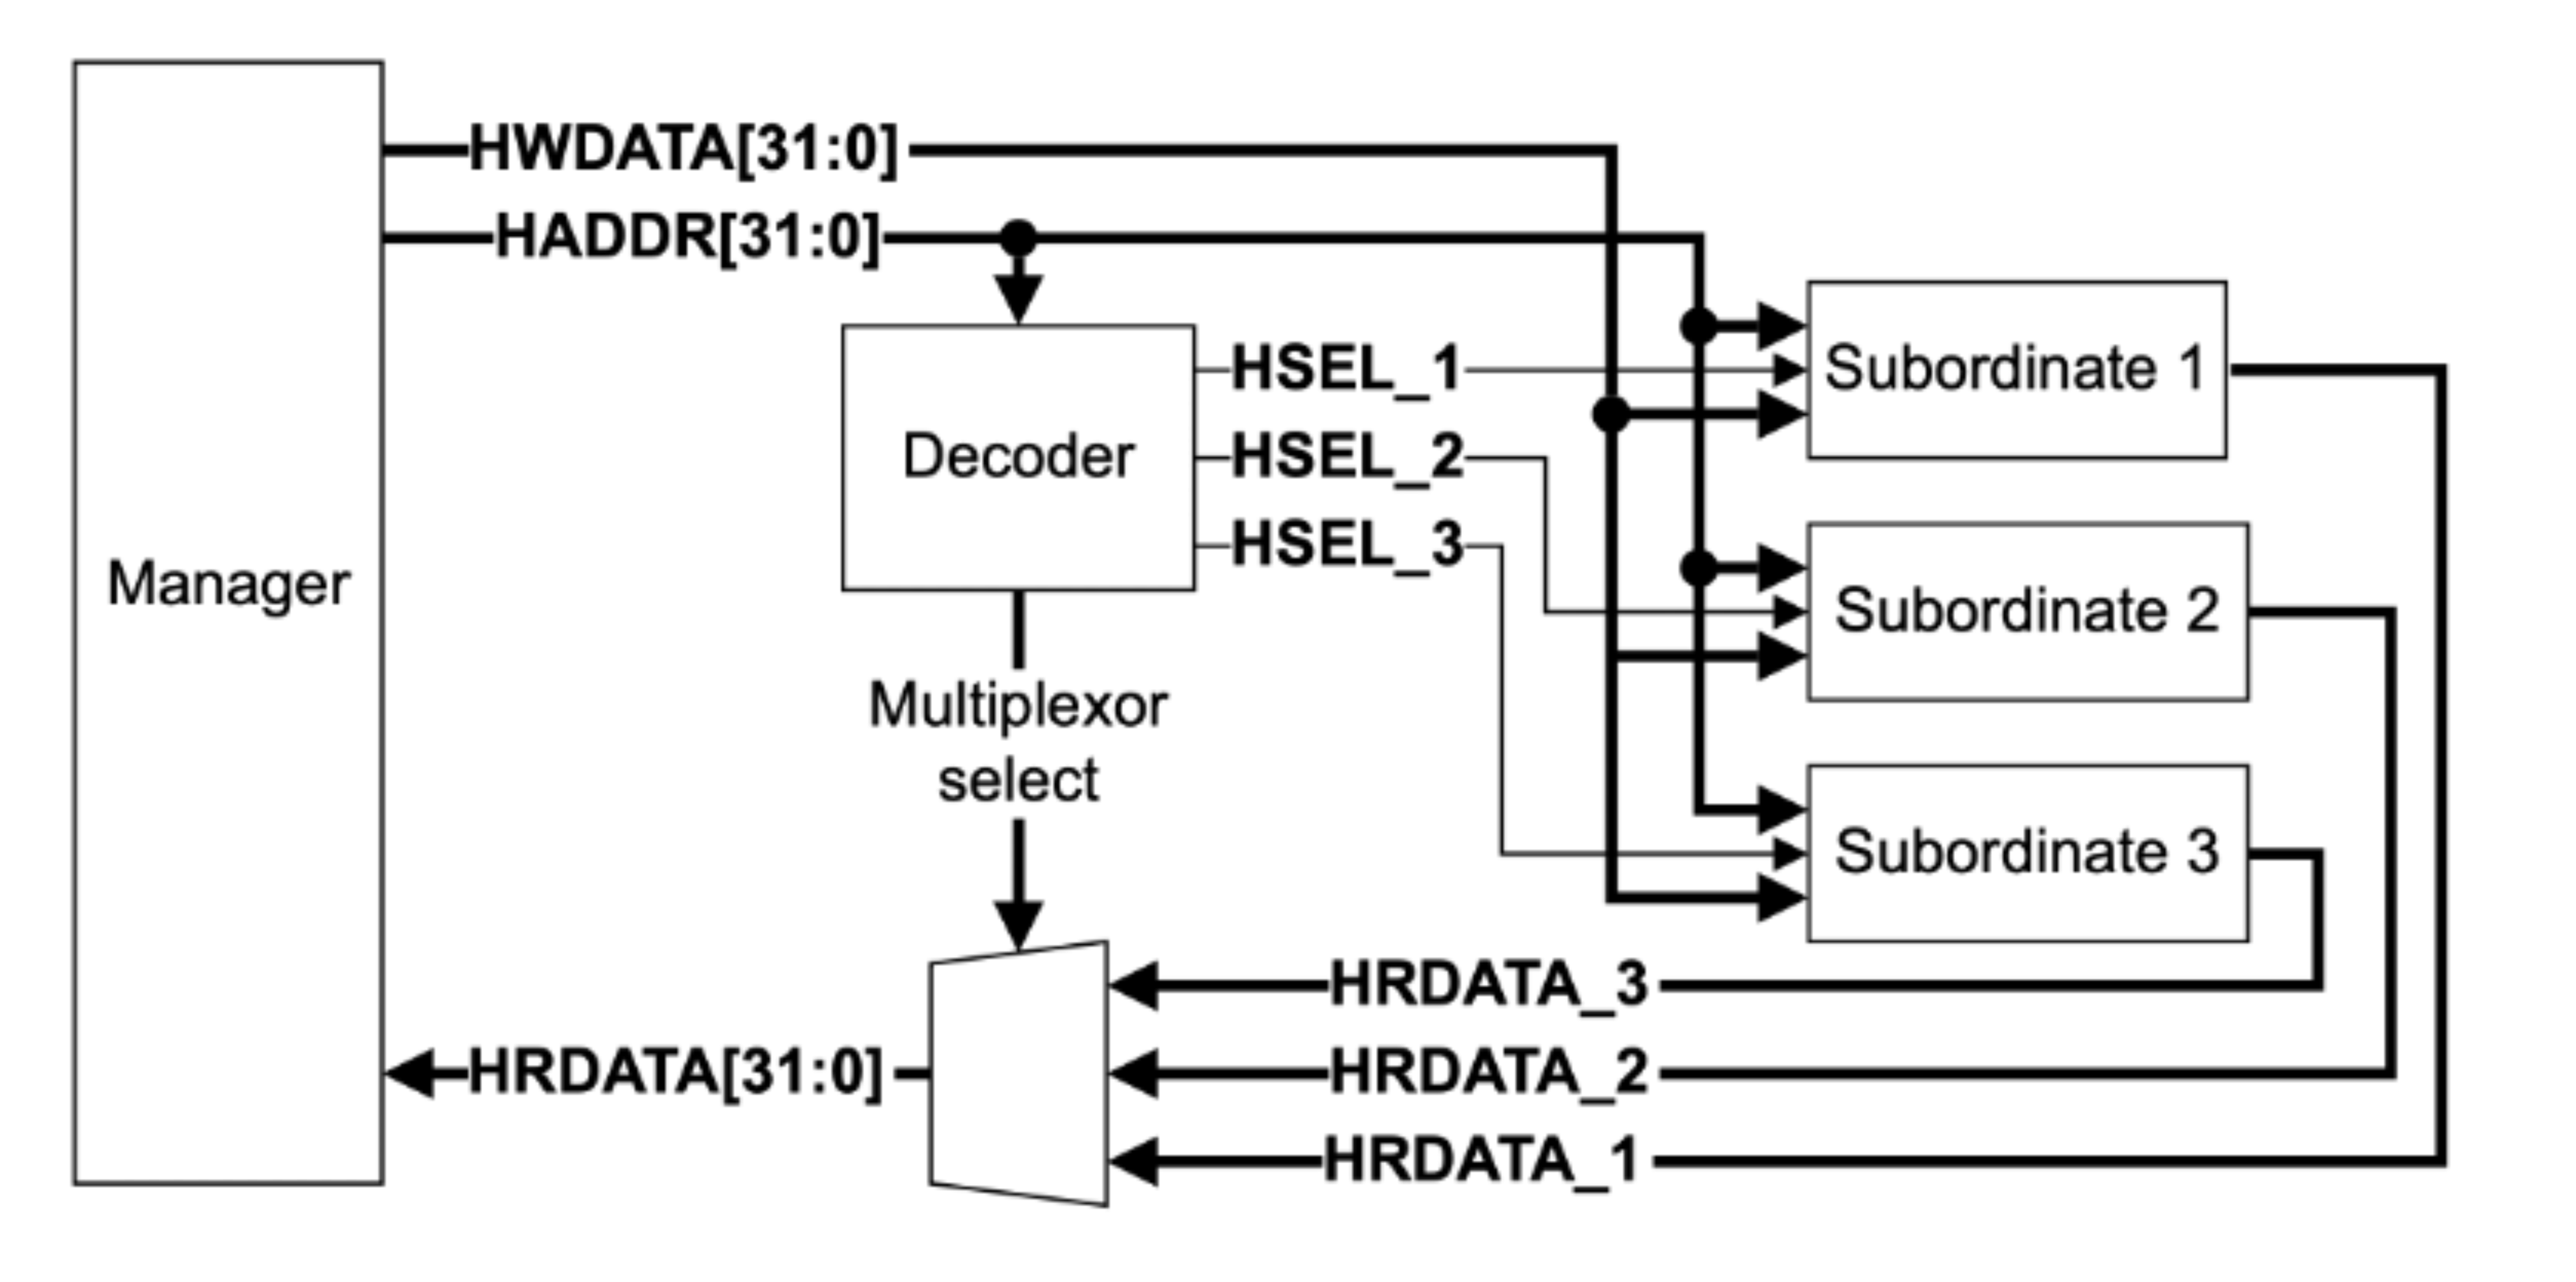 HWDATA[31:0]
HADDR[31:0]
Manager
Decoder
HSEL_1
HSEL_2
HSEL_3
Subordinate 1
Subordinate 2
Subordinate 3
Multiplexor
select
HRDATA_3
HRDATA[31:0]
HRDATA_2
HRDATA_1